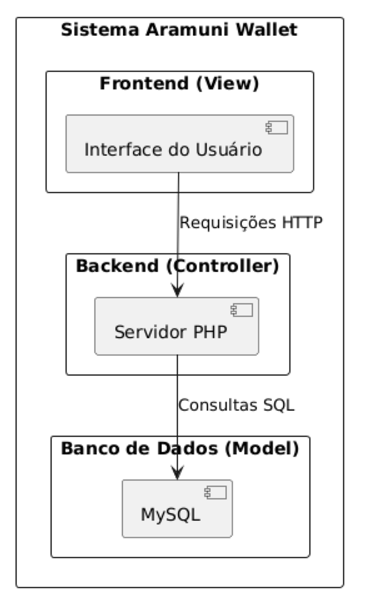 Sistema Aramuni Wallet
Frontend (View)
Interface do Usuário
Requisições HTTP
Backend (Controller)
Servidor PHP
Consultas SQL
Banco de Dados (Model)
MySQL